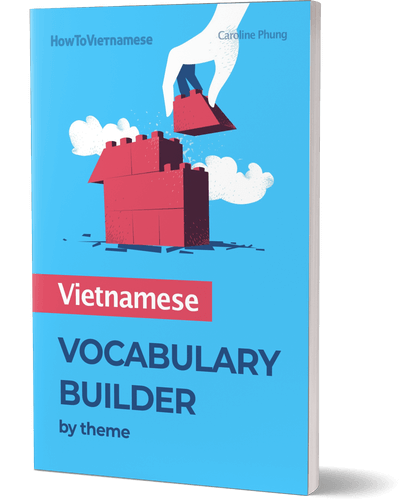 HowToVietnamese
Caroline Phung
Vietnamese
VOCABULARY
BUILDER
by theme